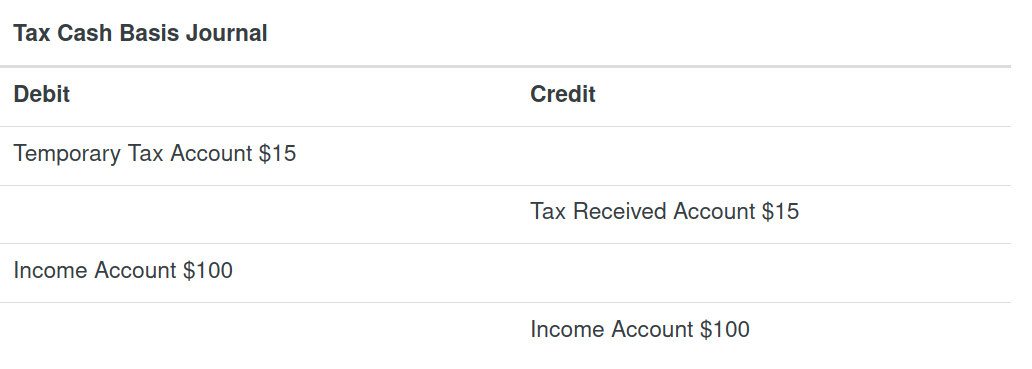 Tax Cash Basis Journal
Debit Credit
Temporary Tax Account $15
Tax Received Account $15
Income Account $100
Income Account $100